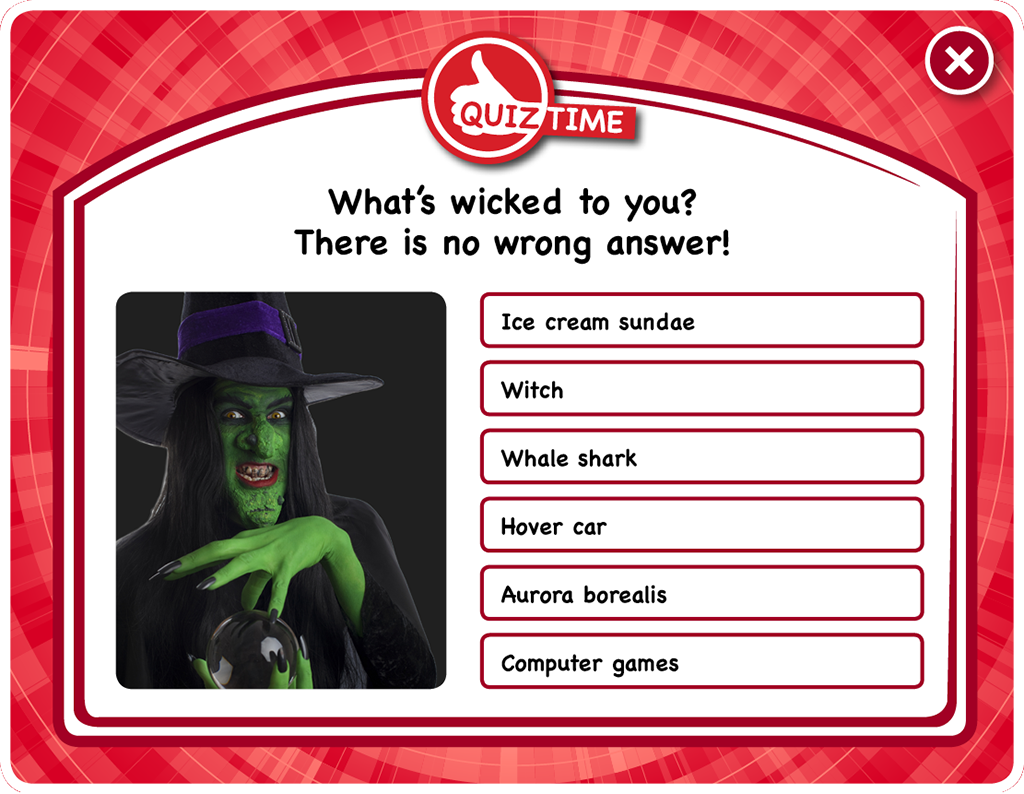 QUIZ TIME
What's wicked to you?
There is no wrong answer!
Ice cream sundae
Witch
Whale shark
Hover car
Aurora borealis
Computer games